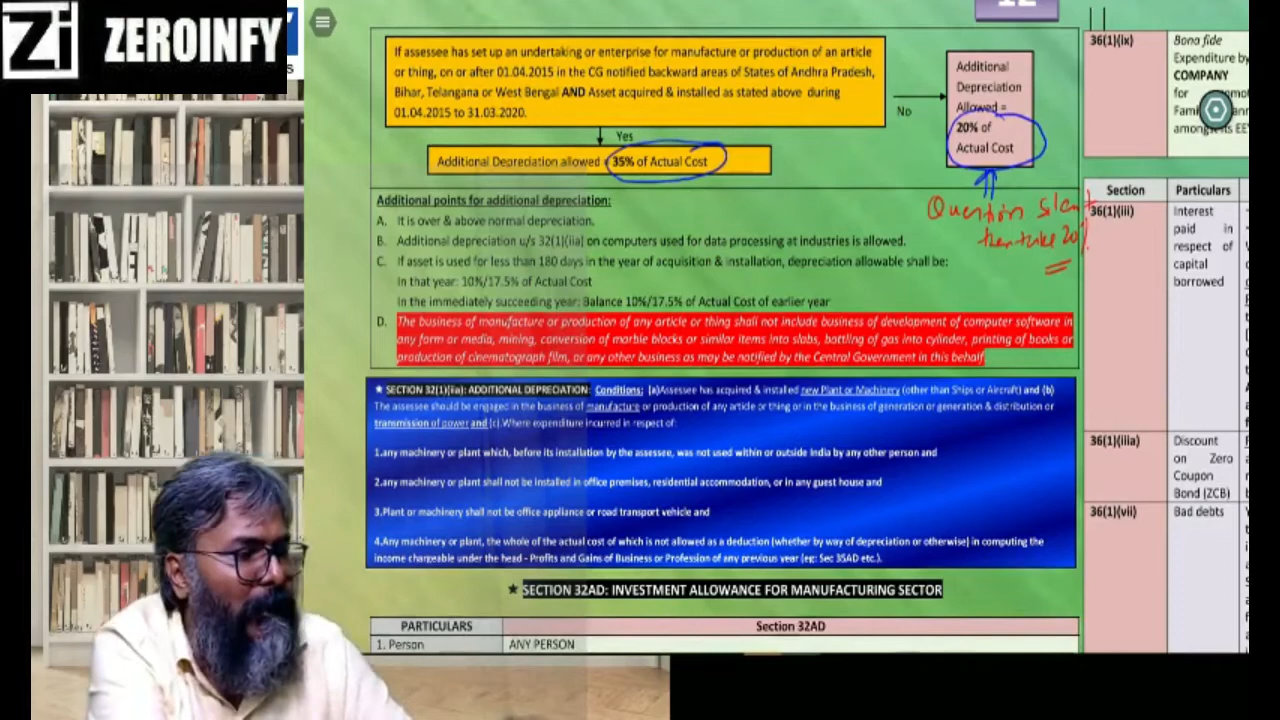 Zi ZEROINFY
S
12
If assessee has set up an undertaking or enterprise for manufacture or production of an article
or thing, on or after 01.04.2015 in the CG notified backward areas of States of Andhra Pradesh,
Bihar, Telangana or West Bengal AND Asset acquired & installed as stated above during
01.04.2015 to 31.03.2020.
No
Additional
Depreciation
Allowed =
20% of
Actual Cost
Yes
Additional Depreciation allowed = 35% of Actual Cost
Question silent
then take 20%
Additional points for additional depreciation:
A. It is over & above normal depreciation.
B. Additional depreciation u/s 32(1)(iia) on computers used for data processing at industries is allowed.
C. If asset is used for less than 180 days in the year of acquisition & installation, depreciation allowable shall be:
In that year: 10%/17.5% of Actual Cost
In the immediately succeeding year: Balance 10%/17.5% of Actual Cost of earlier year
D. The business of manufacture or production of any article or thing shall not include business of development of computer software in
any form or media, mining, conversion of marble blocks or similar items into slabs, bottling of gas into cylinder, printing of books or
production of cinematograph film, or any other business as may be notified by the Central Government in this behalf.
★ SECTION 32(1)(iia): ADDITIONAL DEPRECIATION: Conditions: (a)Assessee has acquired & installed new Plant or Machinery (other than Ships or Aircraft) and (b)
The assessee should be engaged in the business of manufacture or production of any article or thing or in the business of generation or generation & distribution or
transmission of power and (c).Where expenditure incurred in respect of:
1.any machinery or plant which, before its installation by the assessee, was not used within or outside India by any other person and
2.any machinery or plant shall not be installed in office premises, residential accommodation, or in any guest house and
3.Plant or machinery shall not be office appliance or road transport vehicle and
4.Any machinery or plant, the whole of the actual cost of which is not allowed as a deduction (whether by way of depreciation or otherwise) in computing the
income chargeable under the head - Profits and Gains of Business or Profession of any previous year (eg: Sec 35AD etc.).
★ SECTION 32AD: INVESTMENT ALLOWANCE FOR MANUFACTURING SECTOR
PARTICULARS Section 32AD
1. Person ANY PERSON
36(1)(ix) Bona fide
Expenditure by
COMPANY
for
Section Particulars
36(1)(iii) Interest
paid in
respect of
capital
borrowed
36(1)(iiia) Discount
on Zero
Coupon
Bond (ZCB)
36(1)(vii) Bad debts